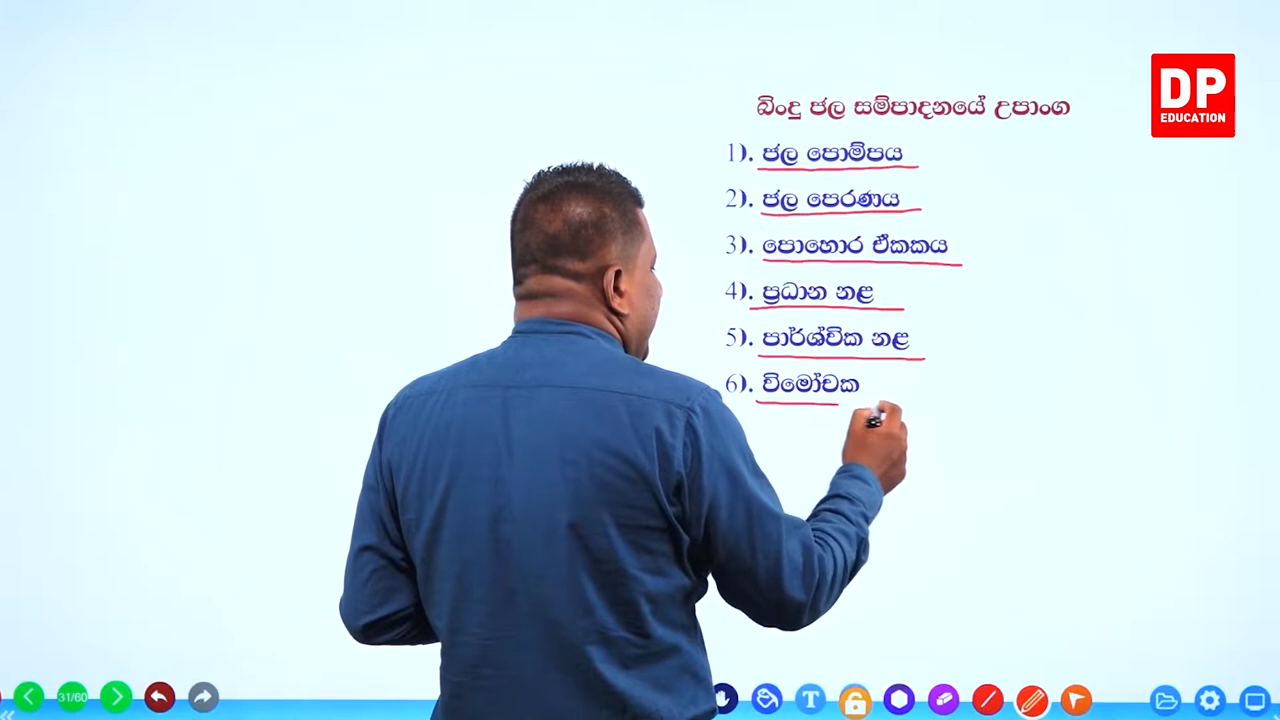 DP
EDUCATION
බිංදු ජල සම්පාදනයේ උපාංග
1). ජල පොම්පය
2). ජල පෙරණය
3). පොහොර ඒකකය
4). ප්‍රධාන නළ
5). පාර්ශ්වික නළ
6). විමෝචක
31/60
T